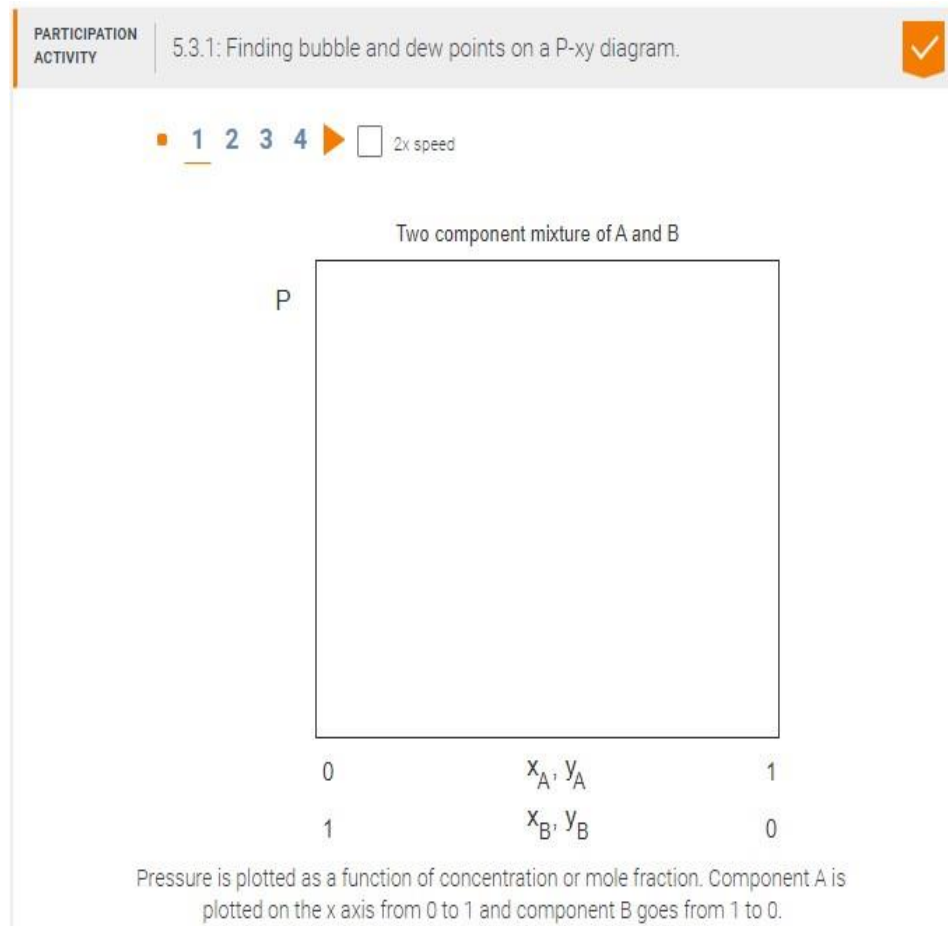 PARTICIPATION
ACTIVITY
5.3.1: Finding bubble and dew points on a P-xy diagram.
1 2 3 4 2x speed
Two component mixture of A and B
P
0 xA, yA 1
1 xB, yB 0
Pressure is plotted as a function of concentration or mole fraction. Component A is
plotted on the x axis from 0 to 1 and component B goes from 1 to 0.